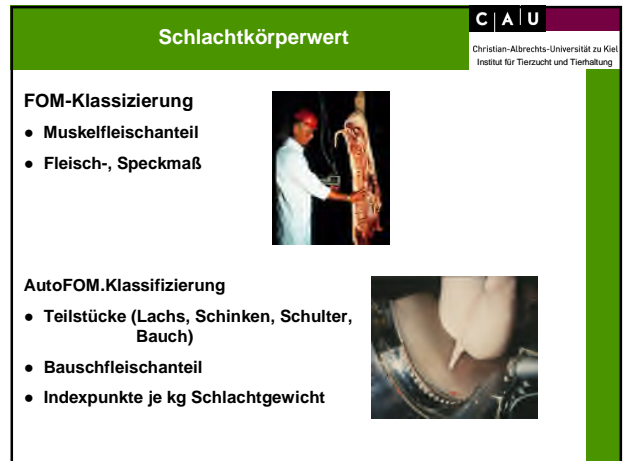 Schlachtkörperwert
C A U
Christian-Albrechts-Universität zu Kiel
Institut für Tierzucht und Tierhaltung
FOM-Klassizierung
● Muskelfleischanteil
● Fleisch-, Speckmaß
AutoFOM.Klassifizierung
● Teilstücke (Lachs, Schinken, Schulter,
Bauch)
● Bauschfleischanteil
● Indexpunkte je kg Schlachtgewicht